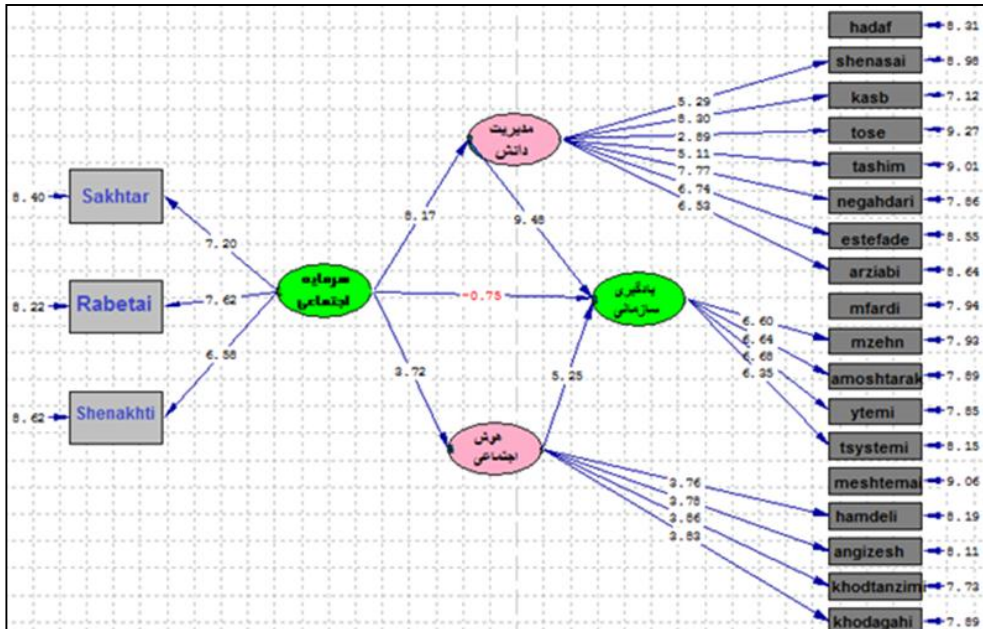 hadaf
8.31
shenasai
8.98
kasb
7.12
tose
9.27
tashim
9.01
negahdari
7.86
estefade
8.55
arziabi
8.64
mfardi
7.94
mzehn
7.93
amoshtarak
7.89
ytemi
7.85
tsystemi
8.15
meshtemai
9.06
hamdeli
8.19
angizesh
8.11
khodtanzimi
7.73
khodagahi
7.89
5.29
8.30
2.89
5.11
7.77
6.74
6.53
مدیریت
دانش
8.40
Sakhtar
7.20
8.22
Rabetai
7.62
8.62
Shenakhti
6.58
سرمایه
اجتماعی
8.17
9.48
-0.75
3.72
5.25
یادگیری
سازمانی
6.60
6.64
6.68
6.35
هوش
اجتماعی
3.76
3.78
3.86
3.83